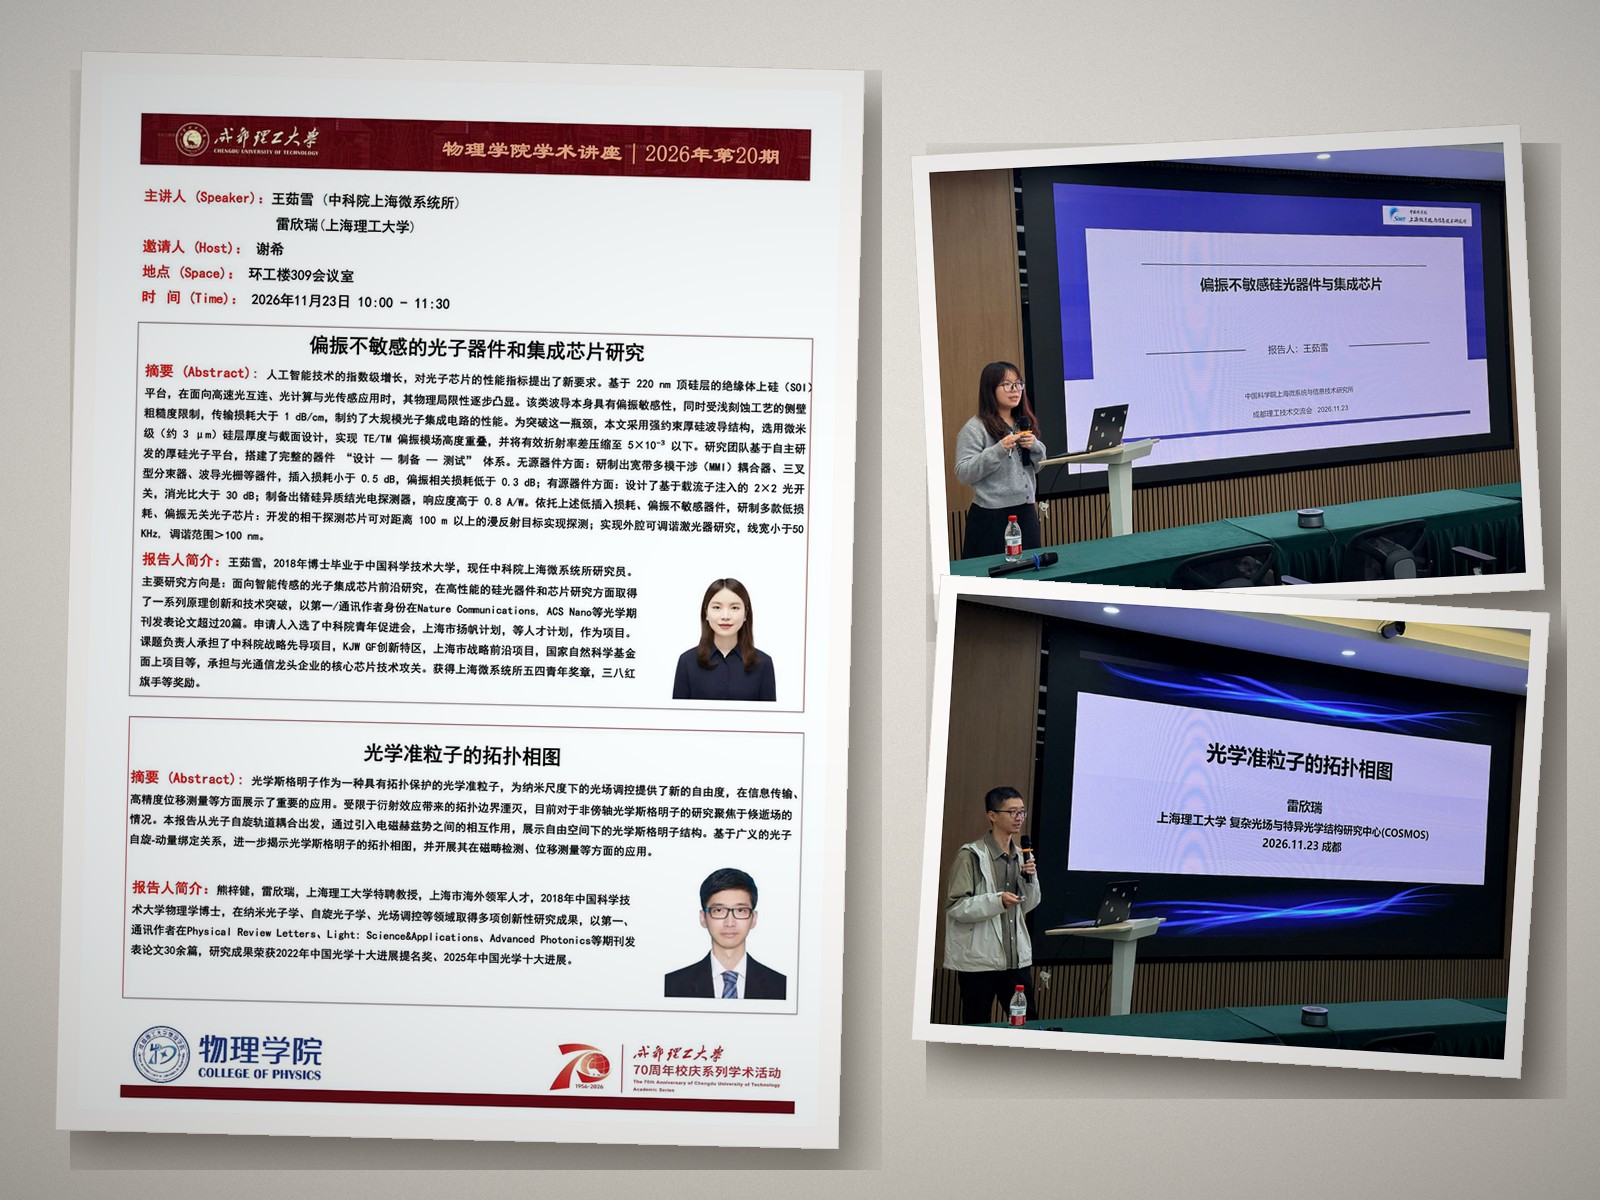 成都理工大学
CHENGDU UNIVERSITY OF TECHNOLOGY
物理学院学术讲座 | 2026年第20期
主讲人 (Speaker): 王茹雪 (中科院上海微系统所)
雷欣瑞(上海理工大学)
邀请人 (Host): 谢希
地点 (Space): 环工楼309会议室
时 间 (Time): 2026年11月23日 10:00 - 11:30
偏振不敏感的光子器件和集成芯片研究
摘要 (Abstract): 人工智能技术的指数级增长，对光子芯片的性能指标提出了新要求。基于 220 nm 顶硅层的绝缘体上硅 (SOI)
平台，在面向高速光互连、光计算与光传感应用时，其物理局限性逐步凸显。该类波导本身具有偏振敏感性，同时受浅刻蚀工艺的侧壁
粗糙度限制，传输损耗大于 1 dB/cm，制约了大规模光子集成电路的性能。为突破这一瓶颈，本文采用强约束厚硅波导结构，选用微米
级（约 3 μm）硅层厚度与截面设计，实现 TE/TM 偏振模场高度重叠，并将有效折射率差压缩至 5×10⁻³ 以下。研究团队基于自主研
发的厚硅光子平台，搭建了完整的器件 “设计 — 制备 — 测试” 体系。无源器件方面：研制出宽带多模干涉（MMI）耦合器、三叉
型分束器、波导光栅等器件，插入损耗小于 0.5 dB，偏振相关损耗低于 0.3 dB；有源器件方面：设计了基于载流子注入的 2×2 光开
关，消光比大于 30 dB；制备出锗硅异质结光电探测器，响应度高于 0.8 A/W。依托上述低插入损耗、偏振不敏感器件，研制多款低损
耗、偏振无关光子芯片：开发的相干探测芯片可对距离 100 m 以上的漫反射目标实现探测；实现外腔可调谐激光器研究，线宽小于50
KHz, 调谐范围＞100 nm。
报告人简介：王茹雪，2018年博士毕业于中国科学技术大学，现任中科院上海微系统所研究员。
主要研究方向是：面向智能传感的光子集成芯片前沿研究，在高性能的硅光器件和芯片研究方面取得
了一系列原理创新和技术突破，以第一/通讯作者身份在Nature Communications, ACS Nano等光学期
刊发表论文超过20篇。申请人入选了中科院青年促进会，上海市扬帆计划，等人才计划，作为项目。
课题负责人承担了中科院战略先导项目，KJW GF创新特区，上海市战略前沿项目，国家自然科学基金
面上项目等，承担与光通信龙头企业的核心芯片技术攻关。获得上海微系统所五四青年奖章，三八红
旗手等奖励。
光学准粒子的拓扑相图
摘要 (Abstract): 光学斯格明子作为一种具有拓扑保护的光学准粒子，为纳米尺度下的光场调控提供了新的自由度，在信息传输、
高精度位移测量等方面展示了重要的应用。受限于衍射效应带来的拓扑边界湮灭，目前对于非傍轴光学斯格明子的研究聚焦于倏逝场的
情况。本报告从光子自旋轨道耦合出发，通过引入电磁赫兹势之间的相互作用，展示自由空间下的光学斯格明子结构。基于广义的光子
自旋-动量绑定关系，进一步揭示光学斯格明子的拓扑相图，并开展其在磁畴检测、位移测量等方面的应用。
报告人简介：熊梓健，雷欣瑞，上海理工大学特聘教授，上海市海外领军人才，2018年中国科学技
术大学物理学博士，在纳米光子学、自旋光子学、光场调控等领域取得多项创新性研究成果，以第一、
通讯作者在Physical Review Letters、Light: Science&Applications、Advanced Photonics等期刊发
表论文30余篇，研究成果荣获2022年中国光学十大进展提名奖、2025年中国光学十大进展。
物理学院
COLLEGE OF PHYSICS
70
1956-2026
成都理工大学
70周年校庆系列学术活动
The 70th Anniversary of Chengdu University of Technology
Academic Series
上海微系统与信息技术研究所
偏振不敏感硅光器件与集成芯片
报告人：王茹雪
中国科学院上海微系统与信息技术研究所
成都理工技术交流会 2026.11.23
光学准粒子的拓扑相图
雷欣瑞
上海理工大学 复杂光场与特异光学结构研究中心(COSMOS)
2026.11.23 成都